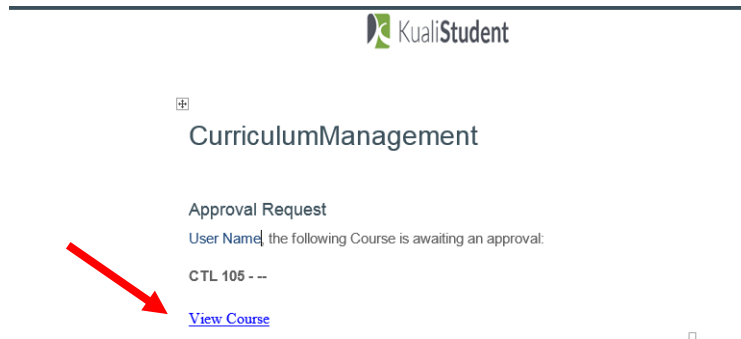 KualiStudent
CurriculumManagement
Approval Request
User Name, the following Course is awaiting an approval:
CTL 105 - --
View Course